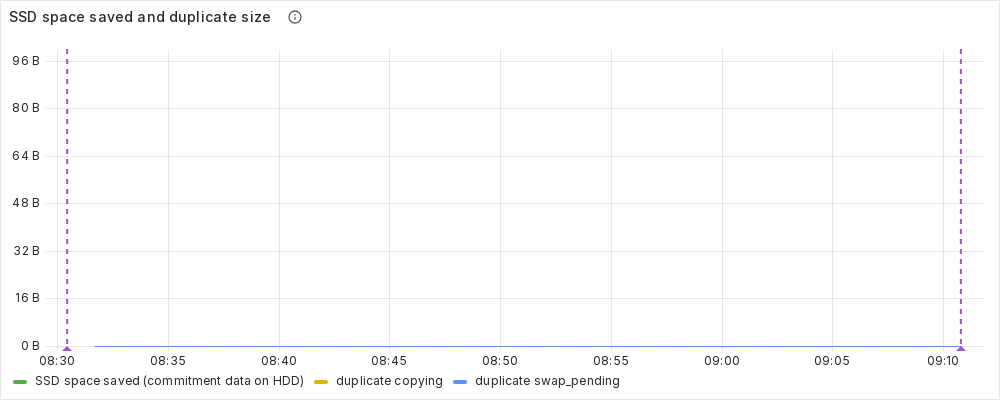 SSD space saved and duplicate size
96 B
80 B
64 B
48 B
32 B
16 B
0 B
08:30 08:35 08:40 08:45 08:50 08:55 09:00 09:05 09:10
SSD space saved (commitment data on HDD) duplicate copying duplicate swap_pending